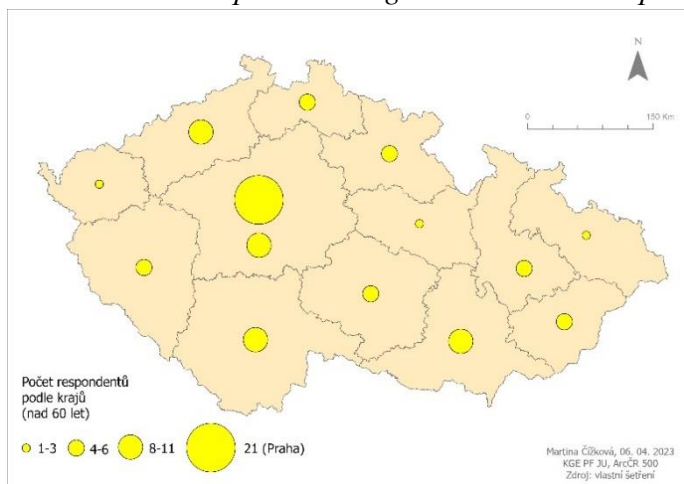 N
0 150 Km
Počet respondentů
podle krajů
(nad 60 let)
1-3 4-6 8-11 21 (Praha)
Martina Čížková, 06. 04. 2023
KGE PF JU, ArcČR 500
Zdroj: vlastní šetření